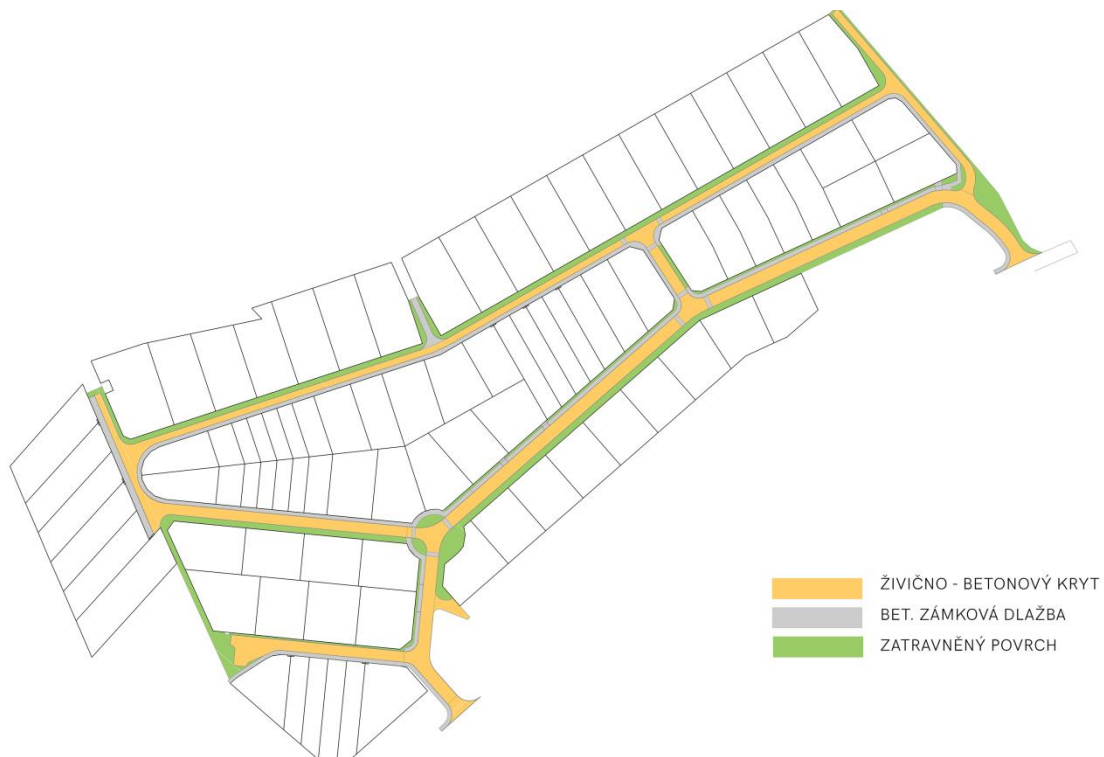 ŽIVIČNO - BETONOVÝ KRYT
BET. ZÁMKOVÁ DLAŽBA
ZATRAVNĚNÝ POVRCH